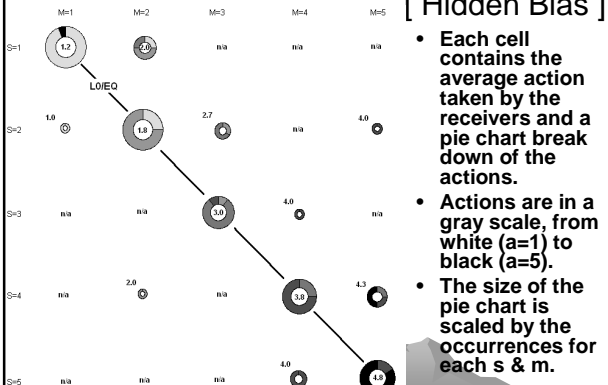 M=1 M=2 M=3 M=4 M=5
[ Hidden Bias ]
S=1 1.2 2.0 n/a n/a n/a
L0/EQ
S=2 1.0 1.8 2.7 n/a 4.0
S=3 n/a n/a 3.0 4.0 n/a
S=4 n/a 2.0 n/a 3.8 4.3
S=5 n/a n/a n/a 4.0 4.8
• Each cell
contains the
average action
taken by the
receivers and a
pie chart break
down of the
actions.
• Actions are in a
gray scale, from
white (a=1) to
black (a=5).
• The size of the
pie chart is
scaled by the
occurrences for
each s & m.